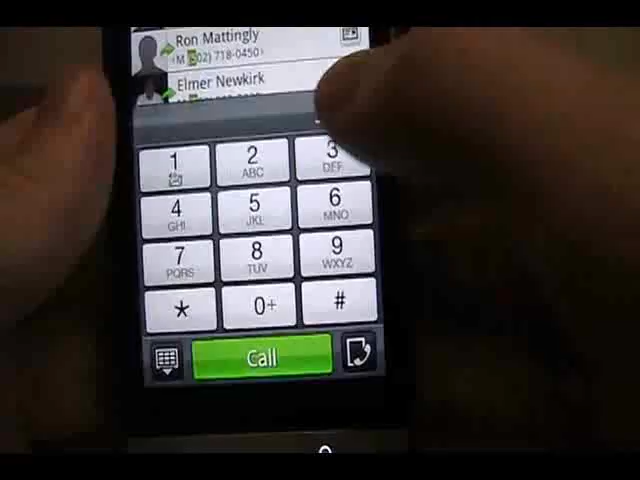 Ron Mattingly
M (502) 718-0450
Elmer Newkirk
1 2 3
ABC DEF
4 5 6
GHI JKL MNO
7 8 9
PQRS TUV WXYZ
* 0+ #
Call